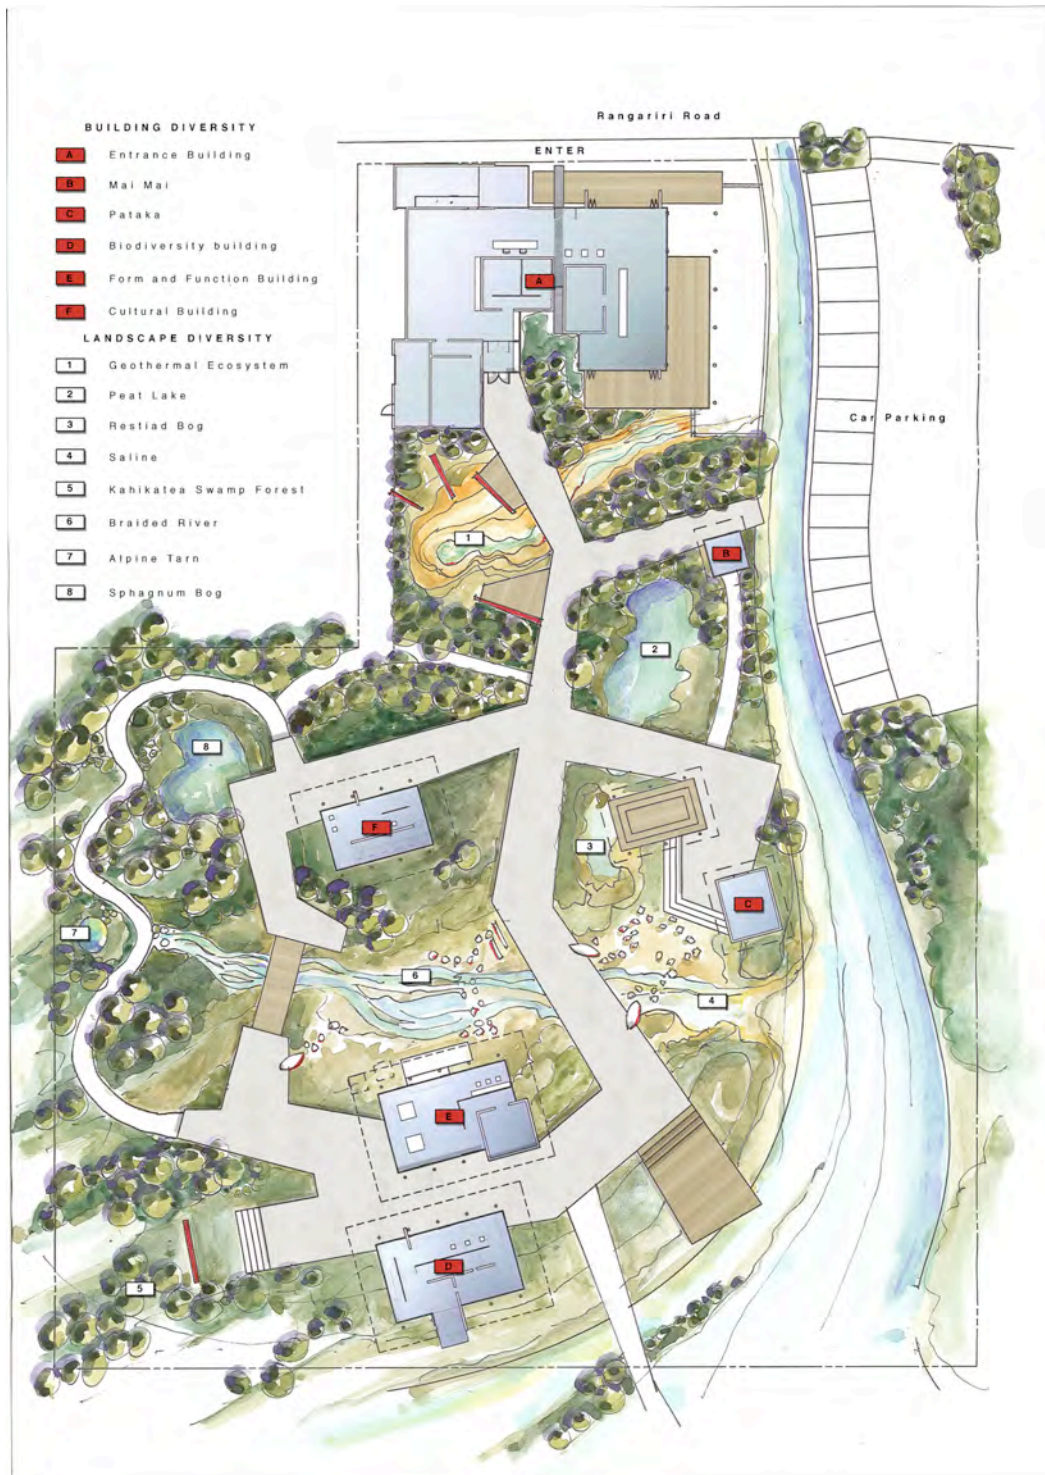 Rangariri Road
ENTER
BUILDING DIVERSITY
A Entrance Building
B Mai Mai
C Pataka
D Biodiversity building
E Form and Function Building
F Cultural Building
LANDSCAPE DIVERSITY
1 Geothermal Ecosystem
2 Peat Lake
3 Restiad Bog
4 Saline
5 Kahikatea Swamp Forest
6 Braided River
7 Alpine Tarn
8 Sphagnum Bog
A
Car Parking
1
B
2
8
F
3
C
7
6
4
E
D
5